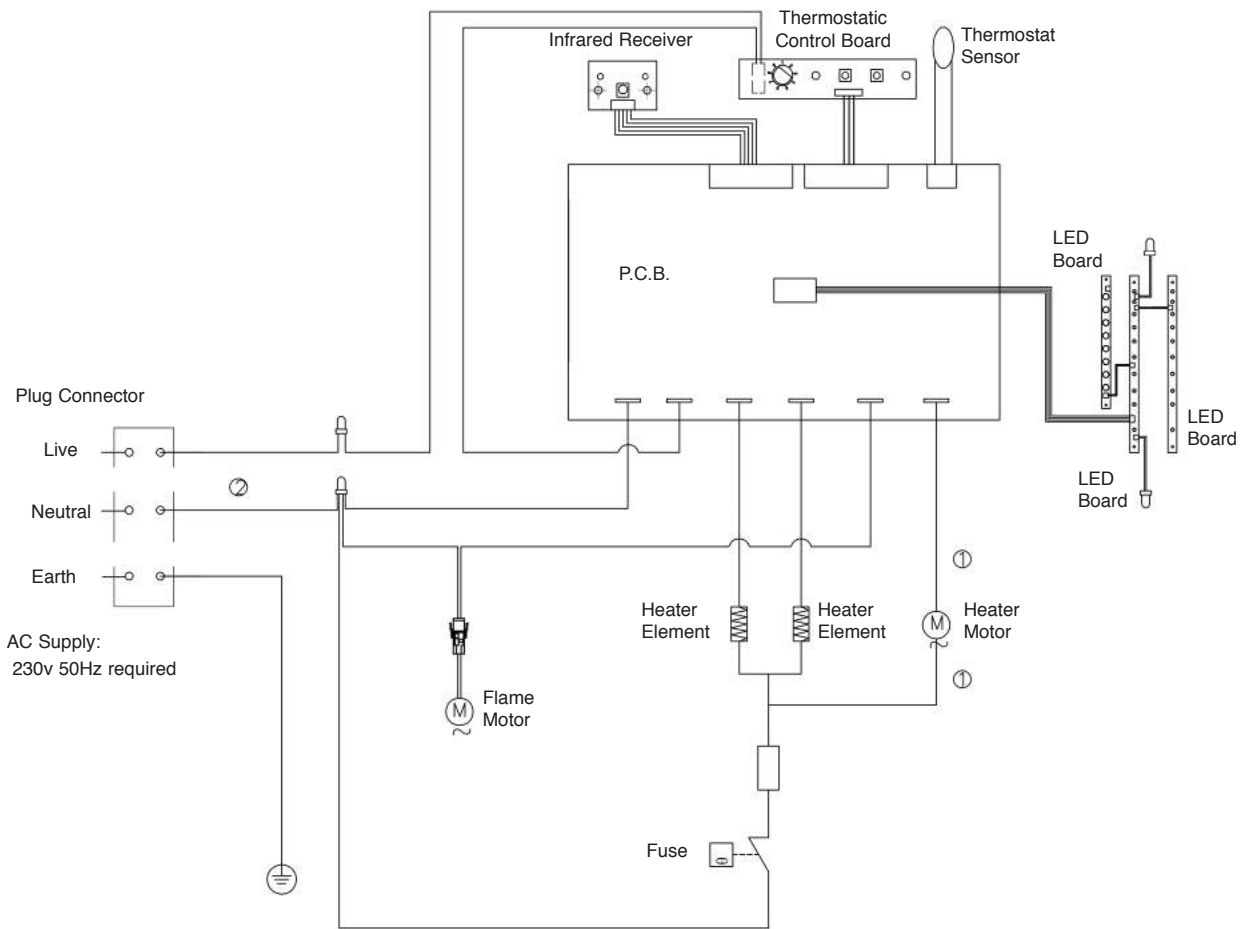 Infrared Receiver
Thermostatic
Control Board
Thermostat
Sensor
P.C.B.
LED
Board
LED
Board
LED
Board
Plug Connector
Live
Neutral
Earth
②
AC Supply:
230v 50Hz required
Heater
Element
Heater
Element
①
M
Heater
Motor
①
M
Flame
Motor
Fuse